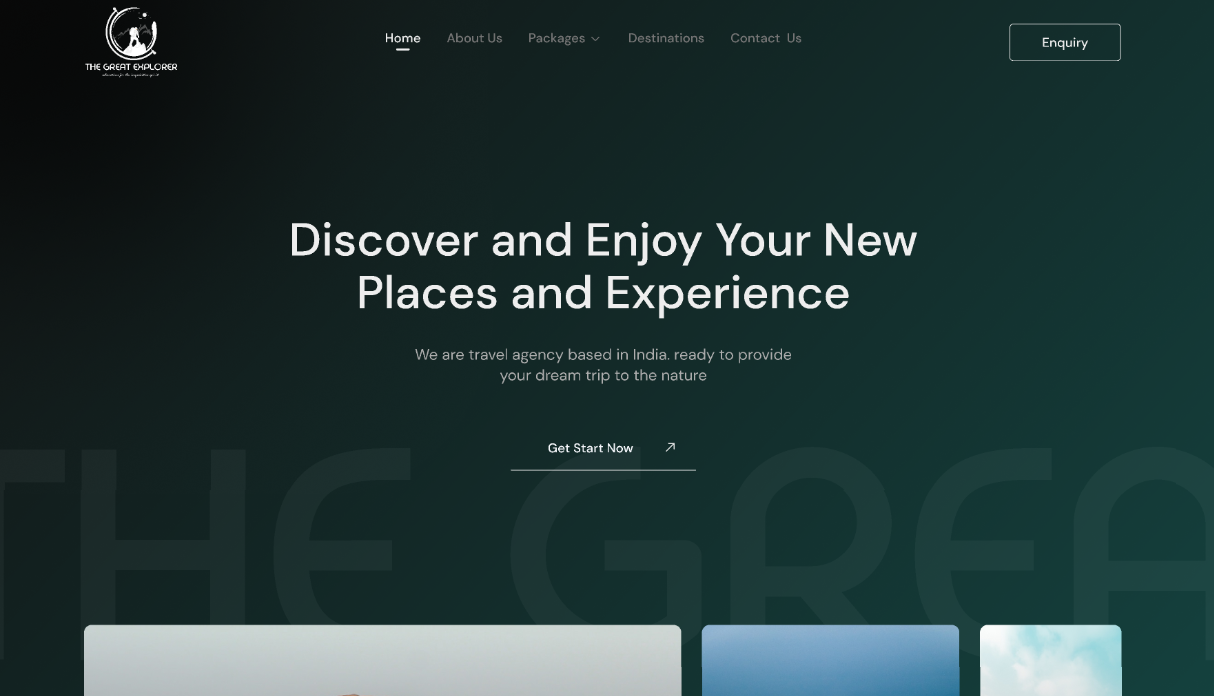 THE GREAT EXPLORER
Home
About Us
Packages
Destinations
Contact Us
Enquiry
Discover and Enjoy Your New
Places and Experience
We are travel agency based in India. ready to provide
your dream trip to the nature
Get Start Now
THE GREA